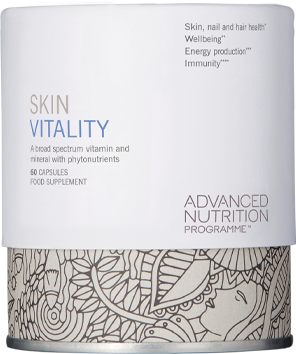 Skin, nail and hair health*
Wellbeing**
Energy production***
Immunity****
SKIN
VITALITY
A broad spectrum vitamin and
mineral with phytonutrients
60 CAPSULES
FOOD SUPPLEMENT
ADVANCED
NUTRITION
PROGRAMME™